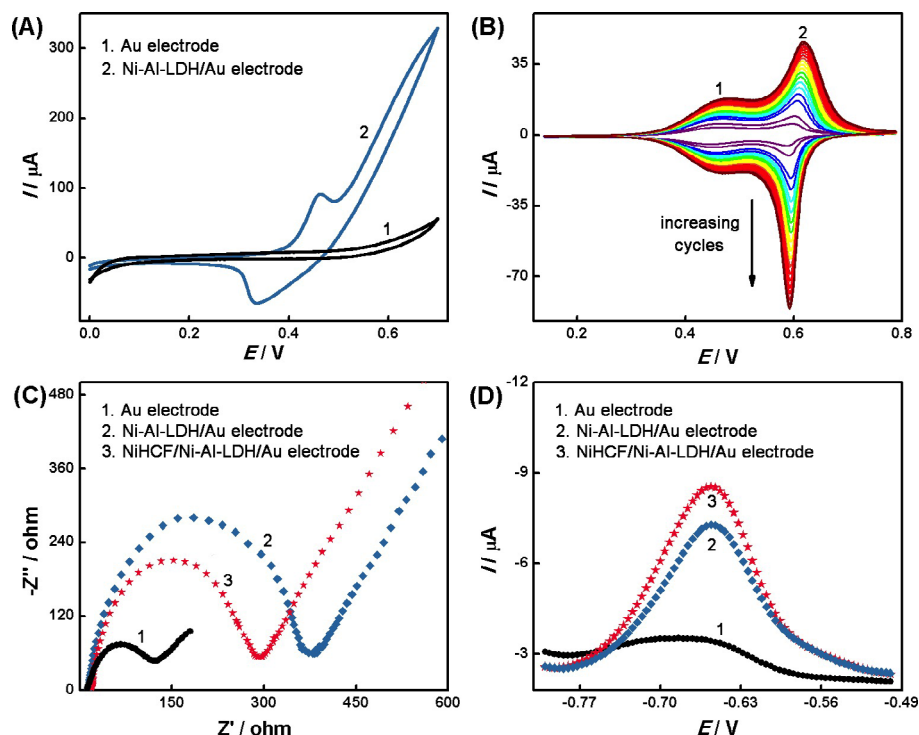 (A)
1. Au electrode
2. Ni-Al-LDH/Au electrode
2
1
300
200
100
0
I / μA
0.0 0.2 0.4 0.6
E / V
(B)
1
2
35
0
-35
-70
I / μA
increasing
cycles
0.2 0.4 0.6 0.8
E / V
(C)
1. Au electrode
2. Ni-Al-LDH/Au electrode
3. NiHCF/Ni-Al-LDH/Au electrode
2
3
1
480
360
240
120
0
-Z'' / ohm
150 300 450 600
Z' / ohm
(D)
1. Au electrode
2. Ni-Al-LDH/Au electrode
3. NiHCF/Ni-Al-LDH/Au electrode
3
2
1
-12
-9
-6
-3
I / μA
-0.77 -0.70 -0.63 -0.56 -0.49
E / V